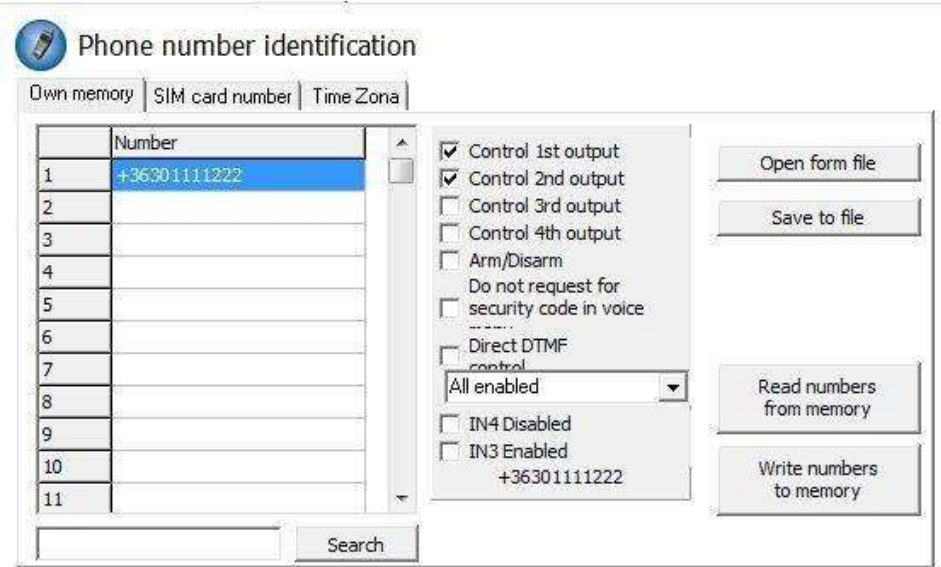 Phone number identification
Own memory
SIM card number
Time Zona
Number
1
+36301111222
2
3
4
5
6
7
8
9
10
11
Search
Control 1st output
Control 2nd output
Control 3rd output
Control 4th output
Arm/Disarm
Do not request for
security code in voice
Direct DTMF
control
All enabled
IN4 Disabled
IN3 Enabled
+36301111222
Open form file
Save to file
Read numbers
from memory
Write numbers
to memory